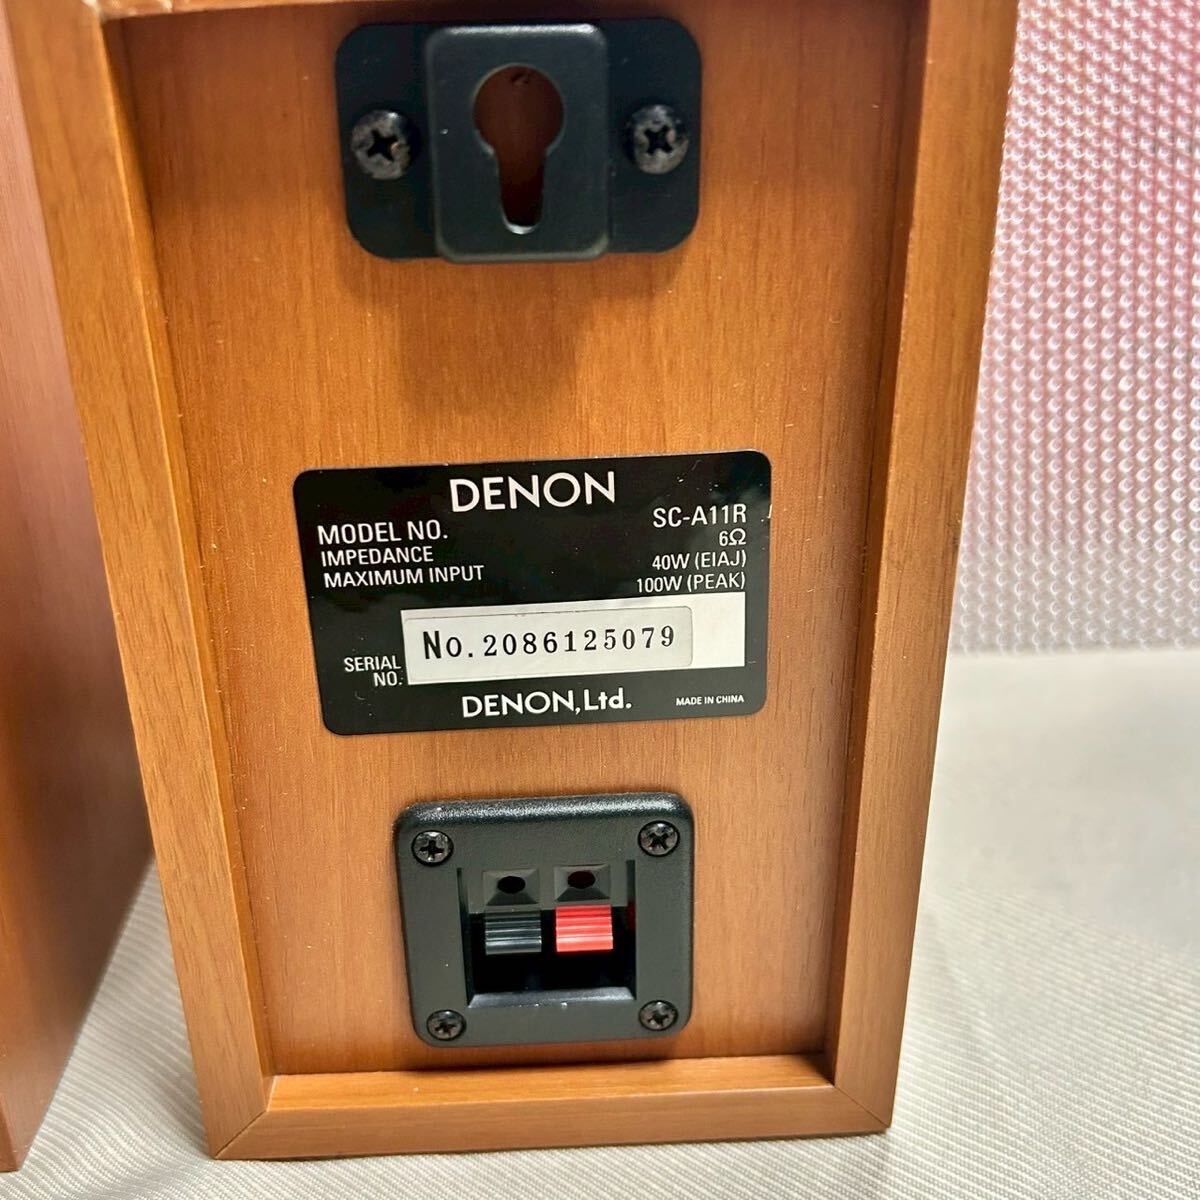 DENON
MODEL NO. SC-A11R
IMPEDANCE 6Ω
MAXIMUM INPUT 40W (EIAJ)
100W (PEAK)
SERIAL NO. No. 2086125079
DENON, Ltd. MADE IN CHINA